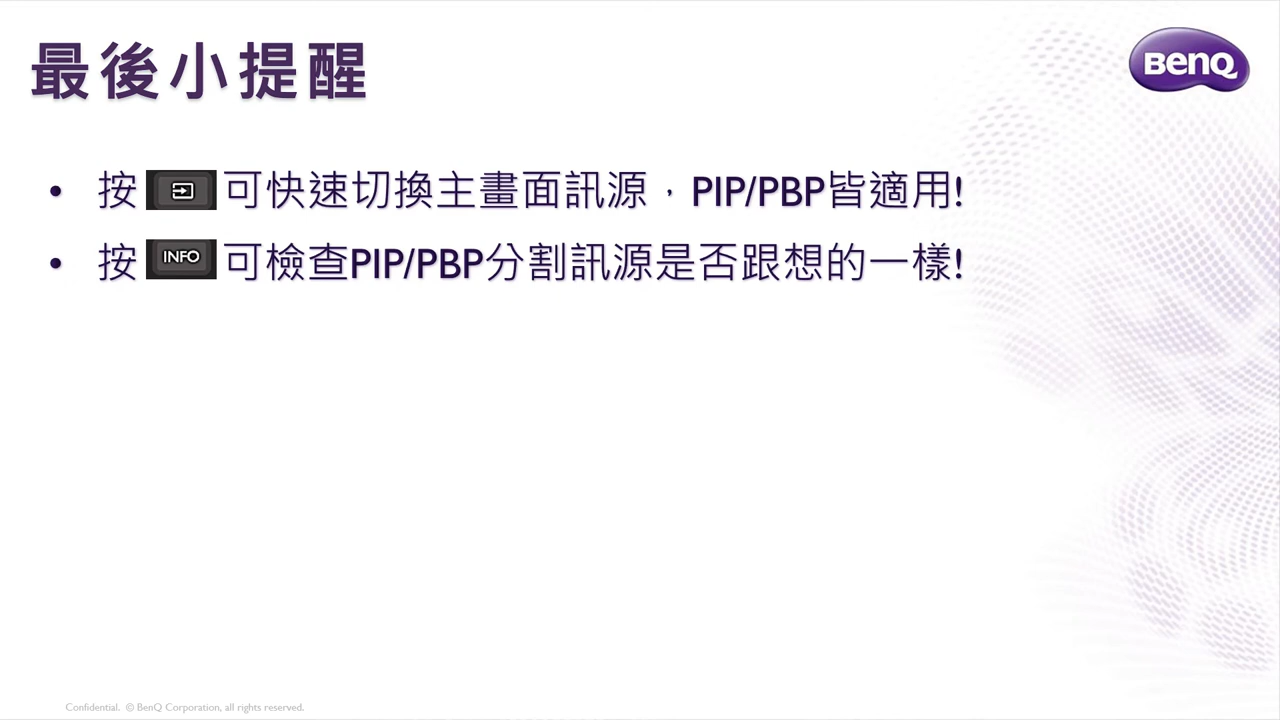 最後小提醒
BenQ
• 按 可快速切換主畫面訊源，PIP/PBP皆適用!
• 按 INFO 可檢查PIP/PBP分割訊源是否跟想的一樣!
Confidential. © BenQ Corporation, all rights reserved.